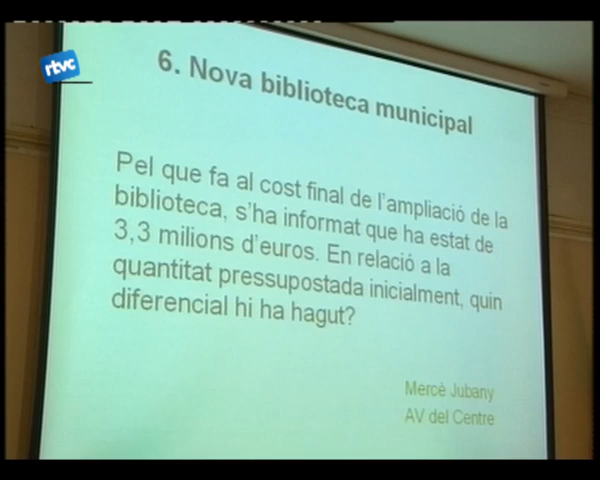 rtvc
6. Nova biblioteca municipal
Pel que fa al cost final de l'ampliació de la
biblioteca, s'ha informat que ha estat de
3,3 milions d'euros. En relació a la
quantitat pressupostada inicialment, quin
diferencial hi ha hagut?
Mercè Jubany
AV del Centre